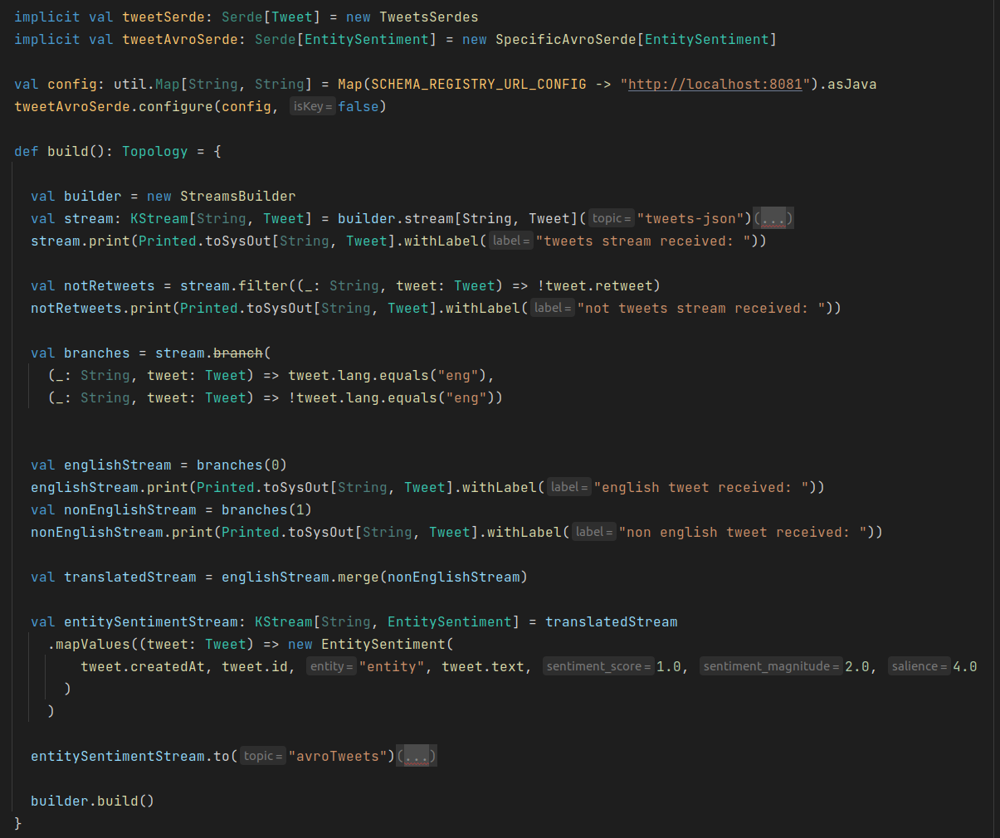 implicit val tweetSerde: Serde[Tweet] = new TweetsSerdes
implicit val tweetAvroSerde: Serde[EntitySentiment] = new SpecificAvroSerde[EntitySentiment]
val config: util.Map[String, String] = Map(SCHEMA_REGISTRY_URL_CONFIG -> "http://localhost:8081").asJava
tweetAvroSerde.configure(config, isKey = false)
def build(): Topology = {
val builder = new StreamsBuilder
val stream: KStream[String, Tweet] = builder.stream[String, Tweet]( topic = "tweets-json")(...)
stream.print(Printed.toSysOut[String, Tweet].withLabel( label = "tweets stream received: "))
val notRetweets = stream.filter((_: String, tweet: Tweet) => !tweet.retweet)
notRetweets.print(Printed.toSysOut[String, Tweet].withLabel( label = "not tweets stream received: "))
val branches = stream.branch(
(_: String, tweet: Tweet) => tweet.lang.equals("eng"),
(_: String, tweet: Tweet) => !tweet.lang.equals("eng"))
val englishStream = branches(0)
englishStream.print(Printed.toSysOut[String, Tweet].withLabel( label = "english tweet received: "))
val nonEnglishStream = branches(1)
nonEnglishStream.print(Printed.toSysOut[String, Tweet].withLabel( label = "non english tweet received: "))
val translatedStream = englishStream.merge(nonEnglishStream)
val entitySentimentStream: KStream[String, EntitySentiment] = translatedStream
.mapValues((tweet: Tweet) => new EntitySentiment(
tweet.createdAt, tweet.id, entity = "entity", tweet.text, sentiment_score = 1.0, sentiment_magnitude = 2.0, salience = 4.0
)
)
entitySentimentStream.to( topic = "avroTweets")(...)
builder.build()
}